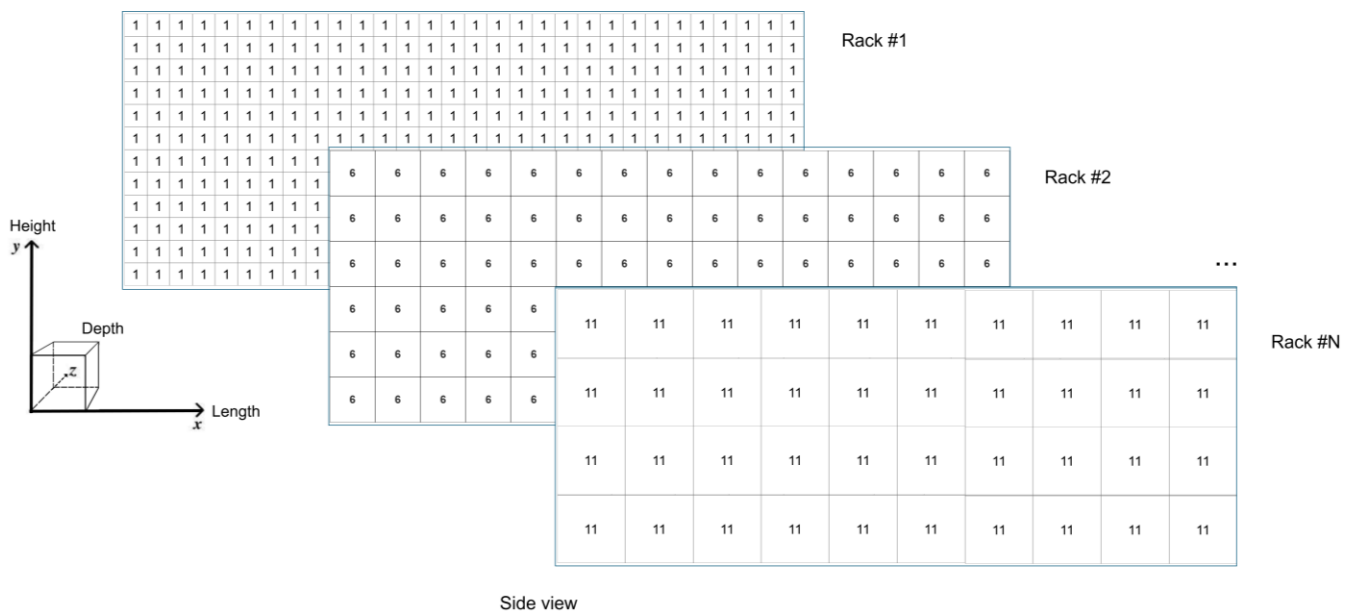 1 1 1 1 1 1 1 1 1 1 1 1 1 1 1 1 1 1 1 1 1 1 1 1 1 1 1 1 1 1
1 1 1 1 1 1 1 1 1 1 1 1 1 1 1 1 1 1 1 1 1 1 1 1 1 1 1 1 1 1
1 1 1 1 1 1 1 1 1 1 1 1 1 1 1 1 1 1 1 1 1 1 1 1 1 1 1 1 1 1
1 1 1 1 1 1 1 1 1 1 1 1 1 1 1 1 1 1 1 1 1 1 1 1 1 1 1 1 1 1
1 1 1 1 1 1 1 1 1 1 1 1 1 1 1 1 1 1 1 1 1 1 1 1 1 1 1 1 1 1
1 1 1 1 1 1 1 1 1 1 1 1 1 1 1 1 1 1 1 1 1 1 1 1 1 1 1 1 1 1
1 1 1 1 1 1 1 1 1
1 1 1 1 1 1 1 1 1
1 1 1 1 1 1 1 1 1
1 1 1 1 1 1 1 1 1
1 1 1 1 1 1 1 1 1
1 1 1 1 1 1 1 1 1
Rack #1
6 6 6 6 6 6 6 6 6 6 6 6 6 6 6
6 6 6 6 6 6 6 6 6 6 6 6 6 6 6
6 6 6 6 6 6 6 6 6 6 6 6 6 6 6
6 6 6 6 6
6 6 6 6 6
6 6 6 6 6
Rack #2
...
11 11 11 11 11 11 11 11 11 11
11 11 11 11 11 11 11 11 11 11
11 11 11 11 11 11 11 11 11 11
11 11 11 11 11 11 11 11 11 11
Rack #N
Height
y
Depth
z
Length
x
Side view